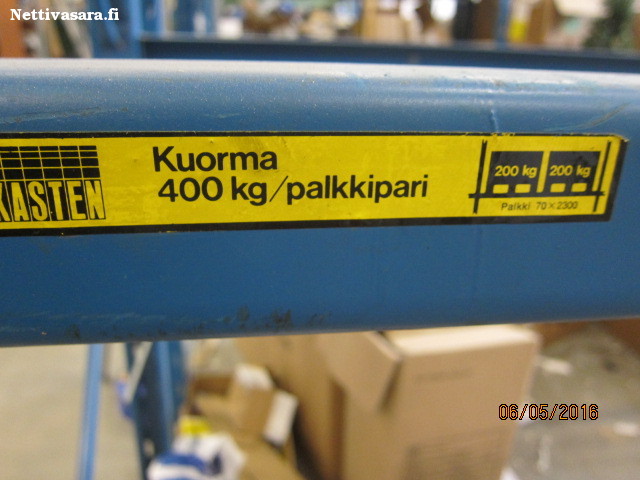 Nettivasara.fi
KASTEN
Kuorma
400 kg/palkkipari
200 kg 200 kg
Palkki 70×2300
06/05/2016